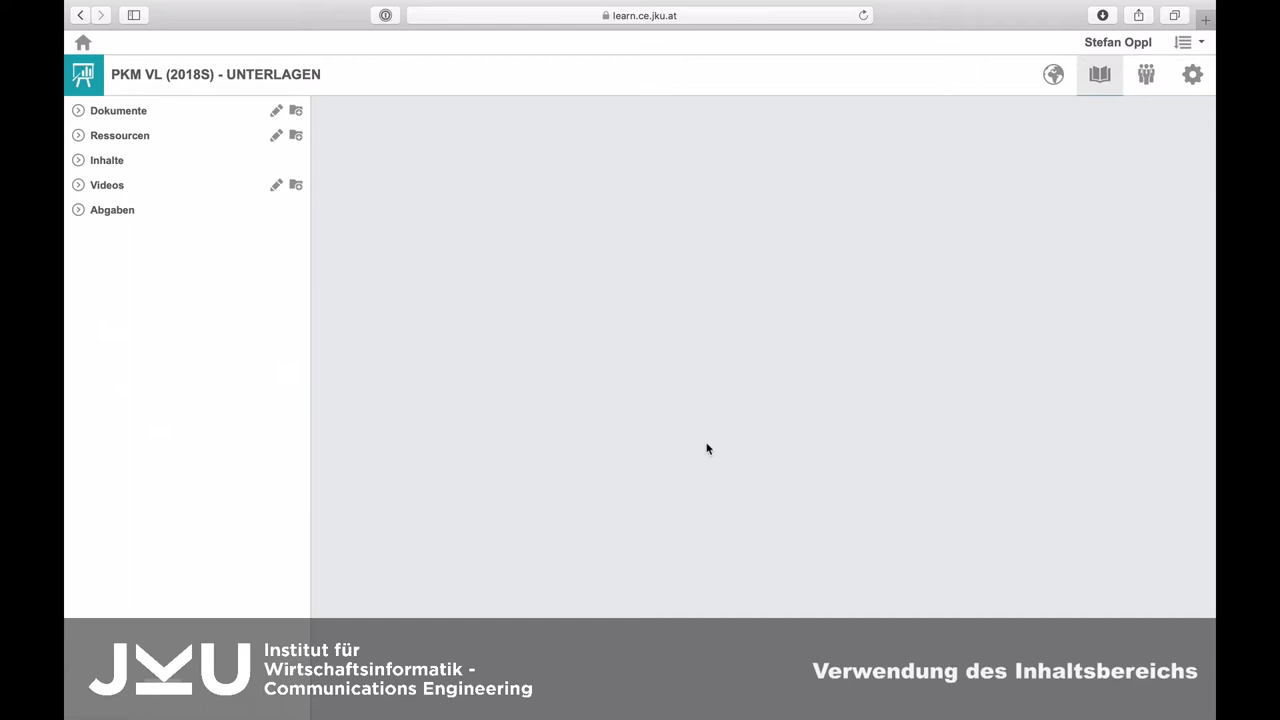 learn.ce.jku.at
Stefan Oppl
PKM VL (2018S) - UNTERLAGEN
Dokumente
Ressourcen
Inhalte
Videos
Abgaben
JKU
Institut für
Wirtschaftsinformatik -
Communications Engineering
Verwendung des Inhaltsbereichs